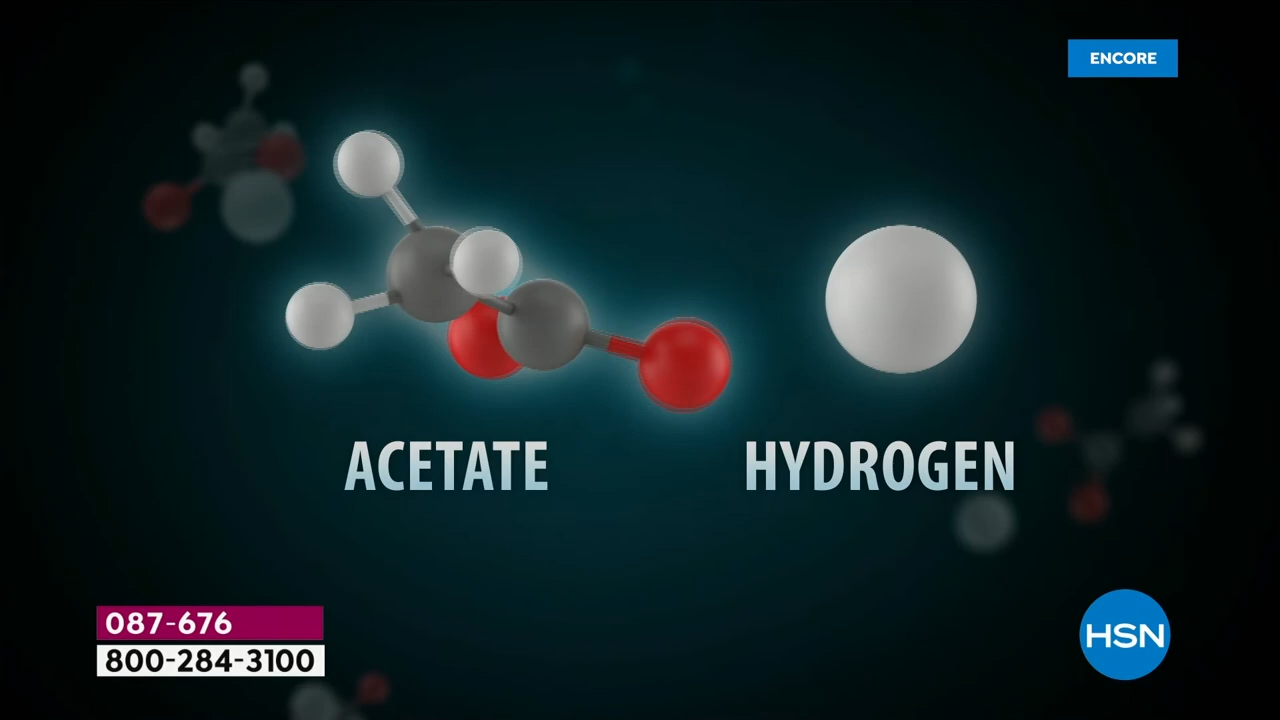 ENCORE
ACETATE
HYDROGEN
087-676
800-284-3100
HSN